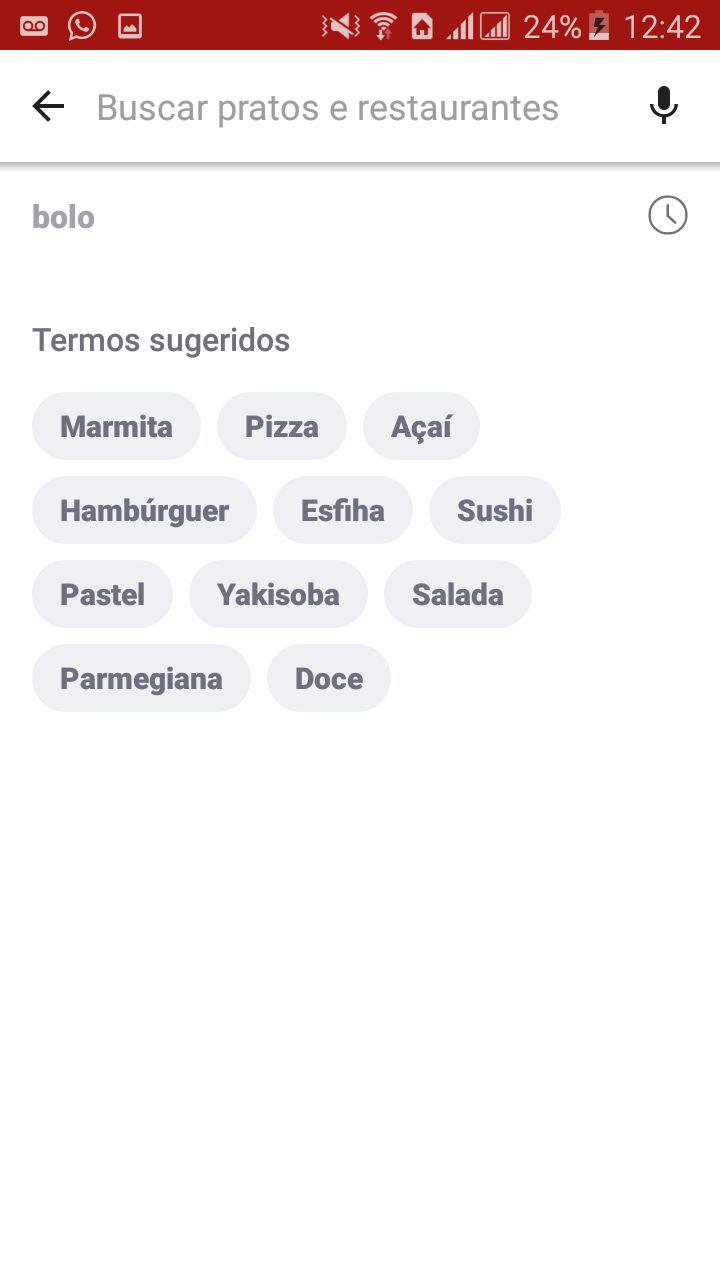 24% 12:42
Buscar pratos e restaurantes
bolo
Termos sugeridos
Marmita Pizza Açaí
Hambúrguer Esfiha Sushi
Pastel Yakisoba Salada
Parmegiana Doce